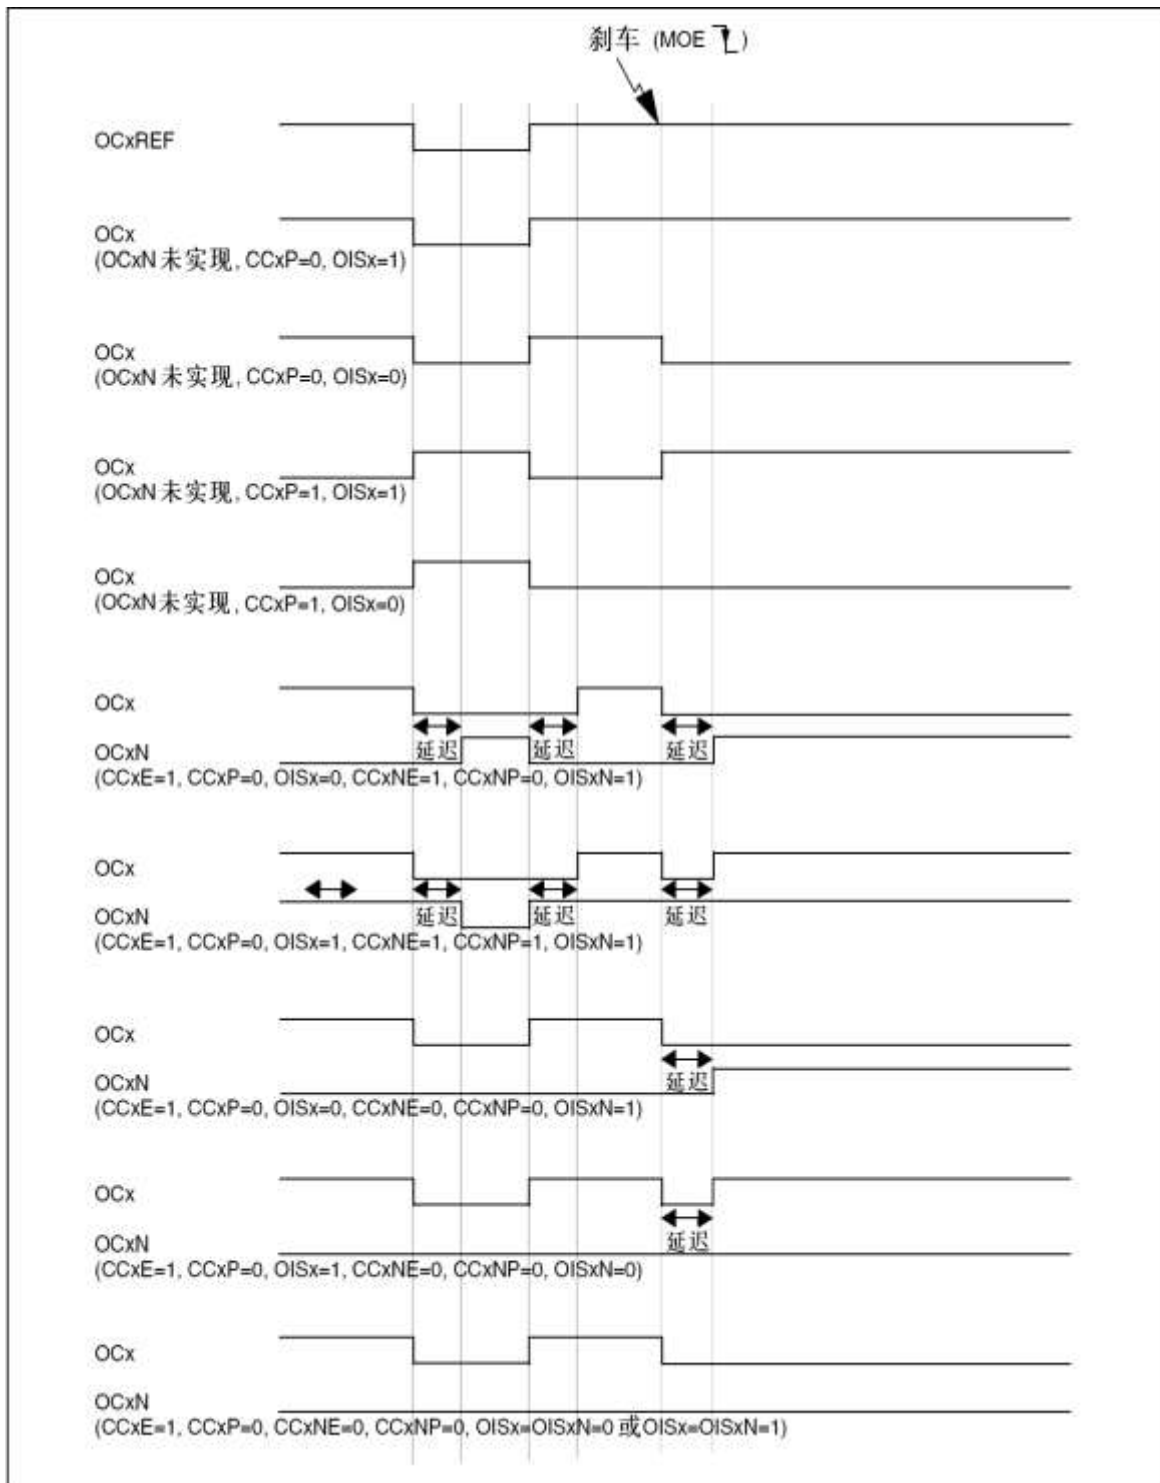 刹车 (MOE )
OCxREF
OCx
(OCxN 未实现, CCxP=0, OISx=1)
OCx
(OCxN 未实现, CCxP=0, OISx=0)
OCx
(OCxN 未实现, CCxP=1, OISx=1)
OCx
(OCxN 未实现, CCxP=1, OISx=0)
OCx
延迟 延迟 延迟
OCxN
(CCxE=1, CCxP=0, OISx=0, CCxNE=1, CCxNP=0, OISxN=1)
OCx
延迟 延迟 延迟
OCxN
(CCxE=1, CCxP=0, OISx=1, CCxNE=1, CCxNP=1, OISxN=1)
OCx
延迟
OCxN
(CCxE=1, CCxP=0, OISx=0, CCxNE=0, CCxNP=0, OISxN=1)
OCx
延迟
OCxN
(CCxE=1, CCxP=0, OISx=1, CCxNE=0, CCxNP=0, OISxN=0)
OCx
OCxN
(CCxE=1, CCxP=0, CCxNE=0, CCxNP=0, OISx=OISxN=0 或OISx=OISxN=1)